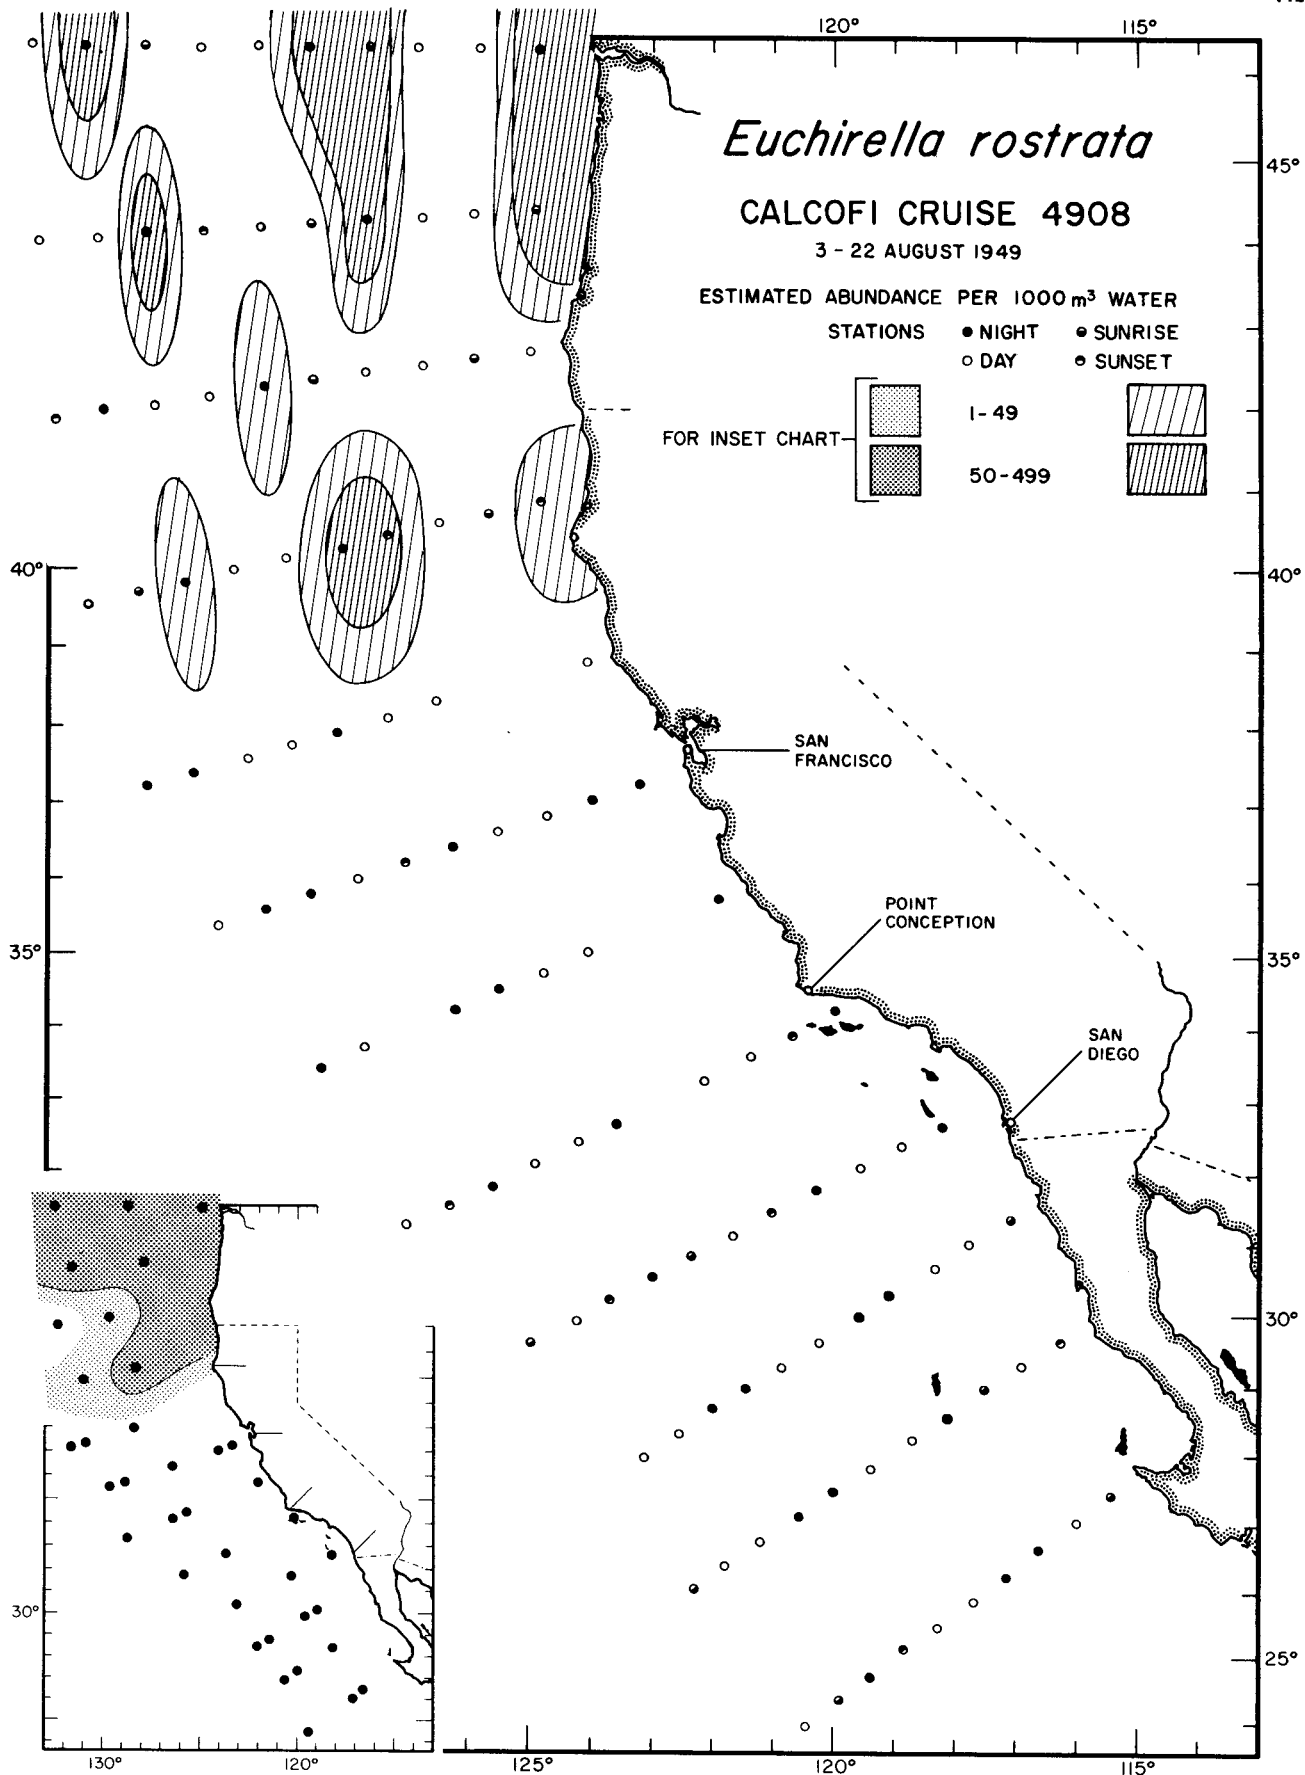 120° 115°
Euchirella rostrata
45°
CALCOFI CRUISE 4908
3 - 22 AUGUST 1949
ESTIMATED ABUNDANCE PER 1000 m³ WATER
STATIONS NIGHT SUNRISE
DAY SUNSET
1-49
FOR INSET CHART
50-499
40° 40°
SAN
FRANCISCO
POINT
CONCEPTION
35° 35°
SAN
DIEGO
30°
30°
25°
130° 120° 125° 120° 115°